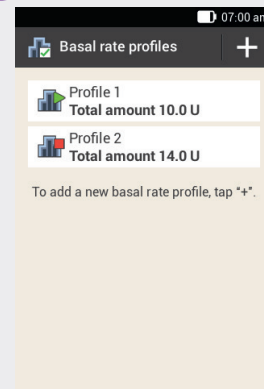 07:00 am
Basal rate profiles
Profile 1
Total amount 10.0 U
Profile 2
Total amount 14.0 U
To add a new basal rate profile, tap “+”.